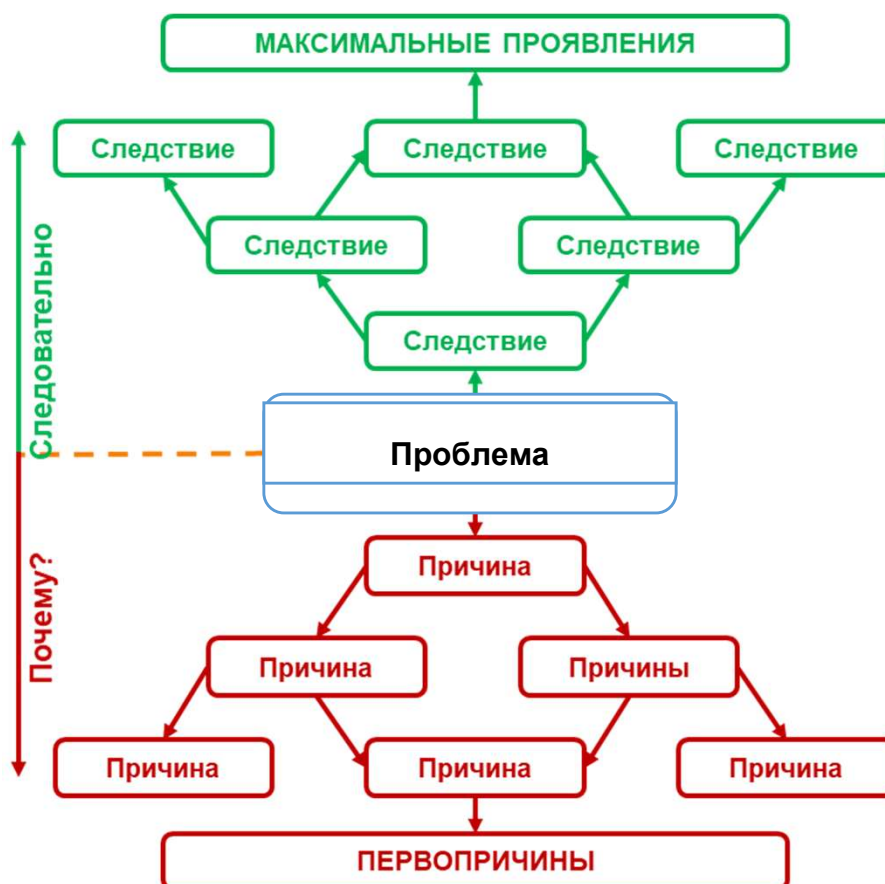 МАКСИМАЛЬНЫЕ ПРОЯВЛЕНИЯ
Следствие
Следствие
Следствие
Следствие
Следствие
Следствие
Следовательно
Проблема
Почему?
Причина
Причина
Причины
Причина
Причина
Причина
ПЕРВОПРИЧИНЫ